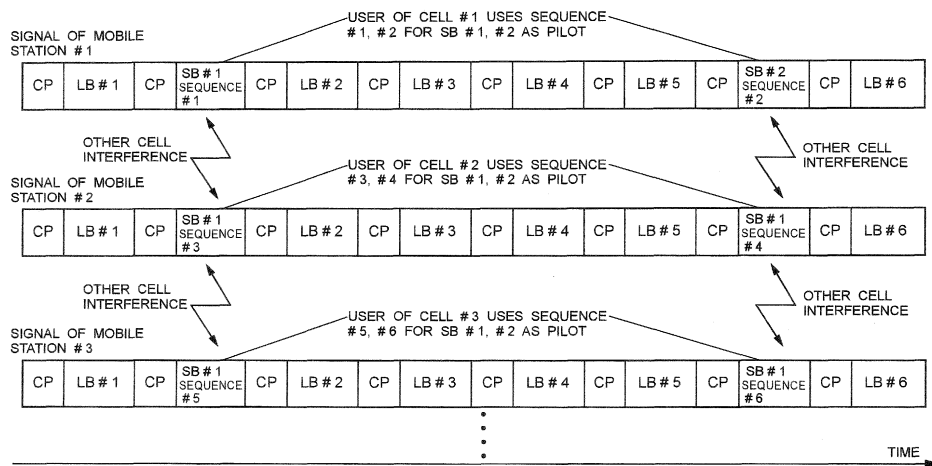 USER OF CELL #1 USES SEQUENCE
#1, #2 FOR SB #1, #2 AS PILOT
SIGNAL OF MOBILE
STATION #1
CP LB#1 CP SB#1 SEQUENCE #1 CP LB#2 CP LB#3 CP LB#4 CP LB#5 CP SB#2 SEQUENCE #2 CP LB#6
OTHER CELL
INTERFERENCE
OTHER CELL
INTERFERENCE
USER OF CELL #2 USES SEQUENCE
#3, #4 FOR SB #1, #2 AS PILOT
SIGNAL OF MOBILE
STATION #2
CP LB#1 CP SB#1 SEQUENCE #3 CP LB#2 CP LB#3 CP LB#4 CP LB#5 CP SB#1 SEQUENCE #4 CP LB#6
OTHER CELL
INTERFERENCE
OTHER CELL
INTERFERENCE
USER OF CELL #3 USES SEQUENCE
#5, #6 FOR SB #1, #2 AS PILOT
SIGNAL OF MOBILE
STATION #3
CP LB#1 CP SB#1 SEQUENCE #5 CP LB#2 CP LB#3 CP LB#4 CP LB#5 CP SB#1 SEQUENCE #6 CP LB#6
TIME